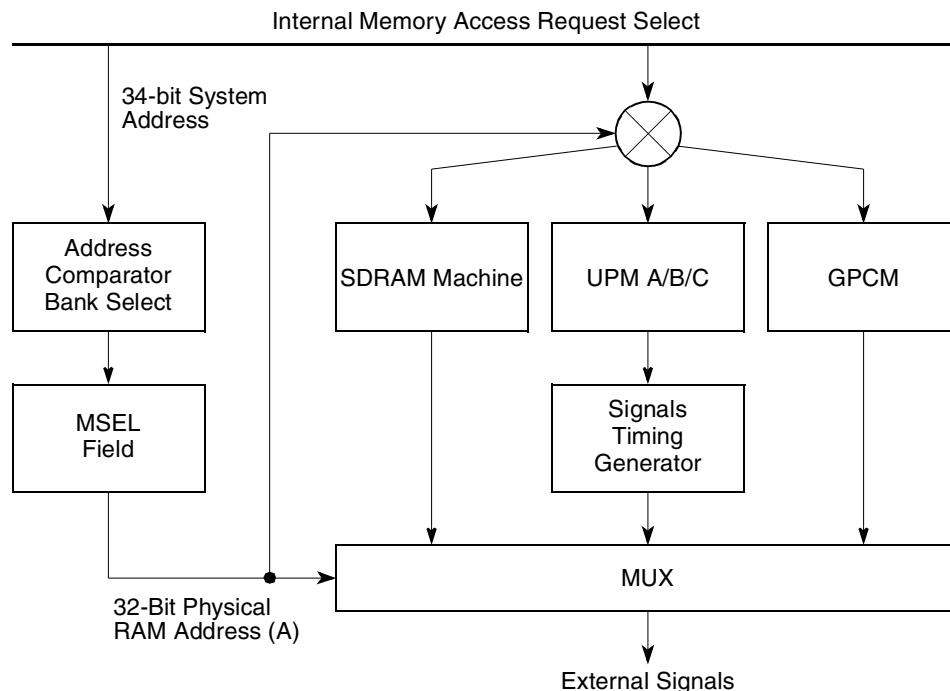 Internal Memory Access Request Select
34-bit System
Address
Address
Comparator
Bank Select
SDRAM Machine
UPM A/B/C
GPCM
MSEL
Field
Signals
Timing
Generator
MUX
32-Bit Physical
RAM Address (A)
External Signals